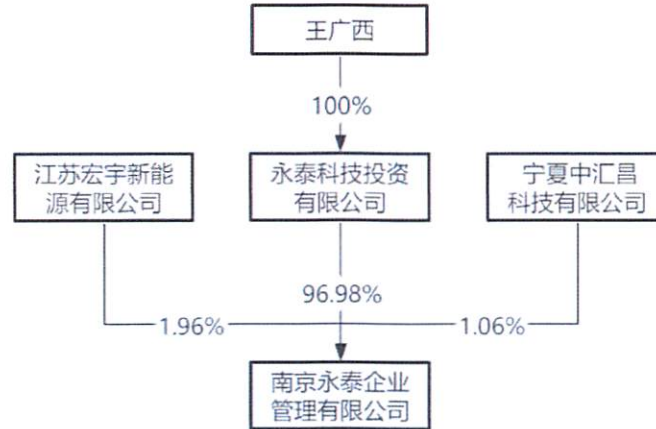 王广西
100%
江苏宏宇新能
源有限公司
永泰科技投资
有限公司
宁夏中汇昌
科技有限公司
96.98%
1.96%
1.06%
南京永泰企业
管理有限公司